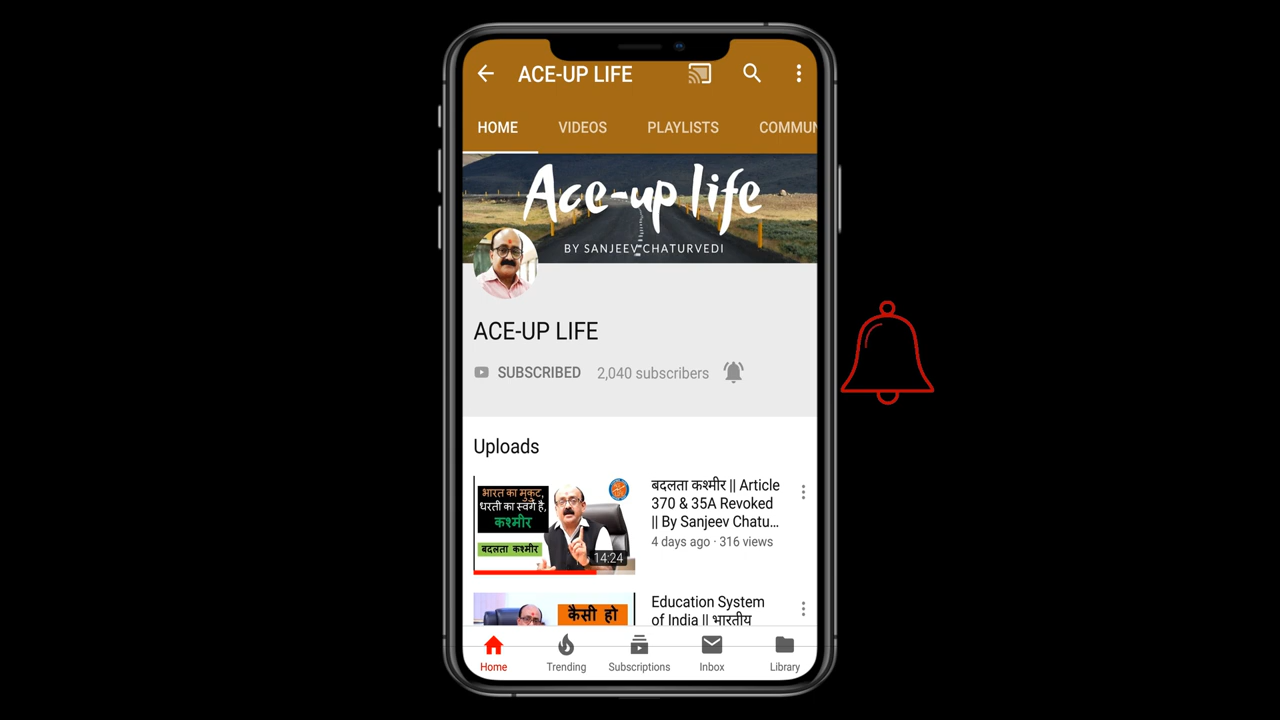 ACE-UP LIFE
HOME VIDEOS PLAYLISTS COMMUN
Ace-up life
BY SANJEEV CHATURVEDI
ACE-UP LIFE
SUBSCRIBED 2,040 subscribers
Uploads
भारत का मुकुट,
धरती का स्वर्ग है,
कश्मीर
बदलता कश्मीर
14:24
बदलता कश्मीर || Article
370 & 35A Revoked
|| By Sanjeev Chatu...
4 days ago · 316 views
कैसी हो
Education System
of India || भारतीय
Home Trending Subscriptions Inbox Library